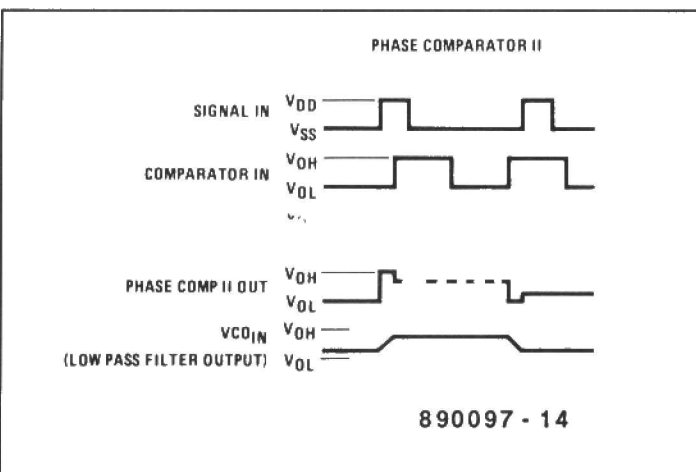 PHASE COMPARATOR II
SIGNAL IN VDD
VSS
COMPARATOR IN VOH
VOL
PHASE COMP II OUT VOH
VOL
VCOIN VOH
(LOW PASS FILTER OUTPUT) VOL
890097 - 14